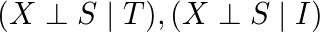 (X ⊥ S | T), (X ⊥ S | I)